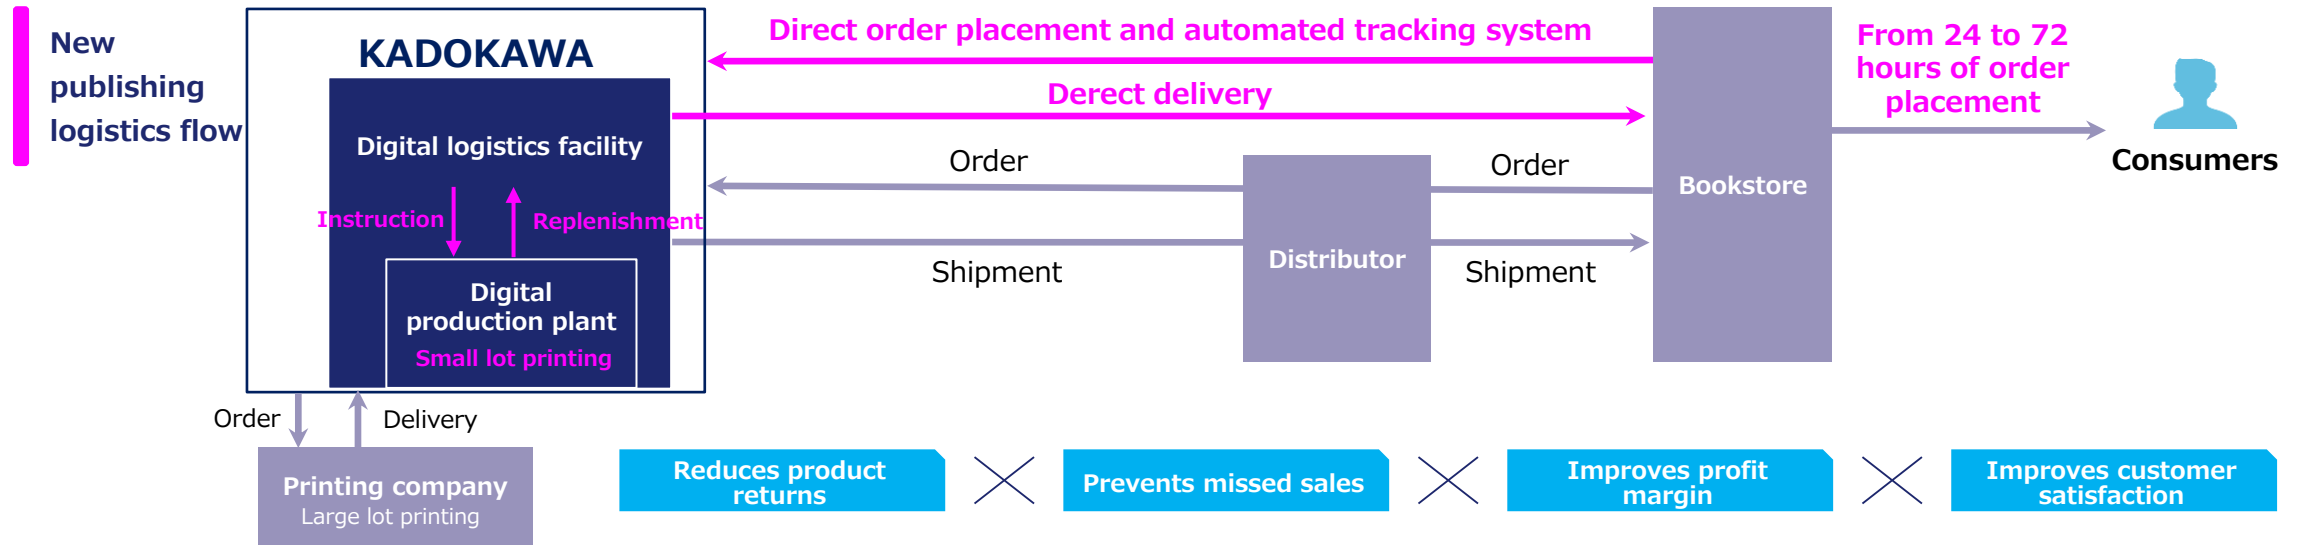 New
publishing
logistics flow
KADOKAWA
Digital logistics facility
Instruction
Replenishment
Digital
production plant
Small lot printing
Order
Delivery
Printing company
Large lot printing
Direct order placement and automated tracking system
Derect delivery
Order
Order
Shipment
Shipment
Distributor
Bookstore
From 24 to 72
hours of order
placement
Consumers
Reduces product
returns
Prevents missed sales
Improves profit
margin
Improves customer
satisfaction